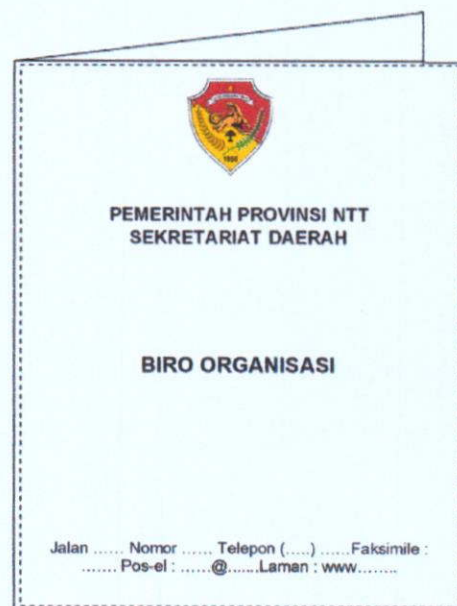 PEMERINTAH PROVINSI NTT
SEKRETARIAT DAERAH
BIRO ORGANISASI
Jalan ...... Nomor ...... Telepon (.....) ......Faksimile :
....... Pos-el : ......@.......Laman : www........